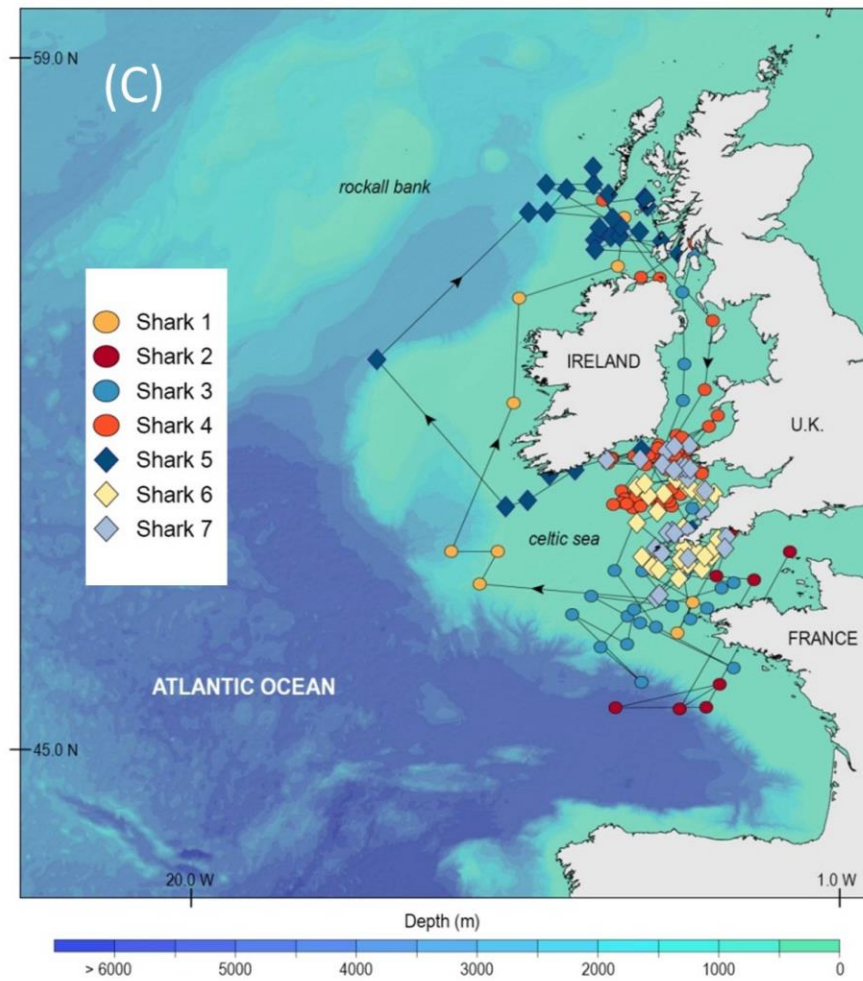 59.0 N
(C)
rockall bank
Shark 1
Shark 2
Shark 3
Shark 4
Shark 5
Shark 6
Shark 7
IRELAND
U.K.
celtic sea
FRANCE
ATLANTIC OCEAN
45.0 N
20.0 W
1.0 W
Depth (m)
> 6000 5000 4000 3000 2000 1000 0